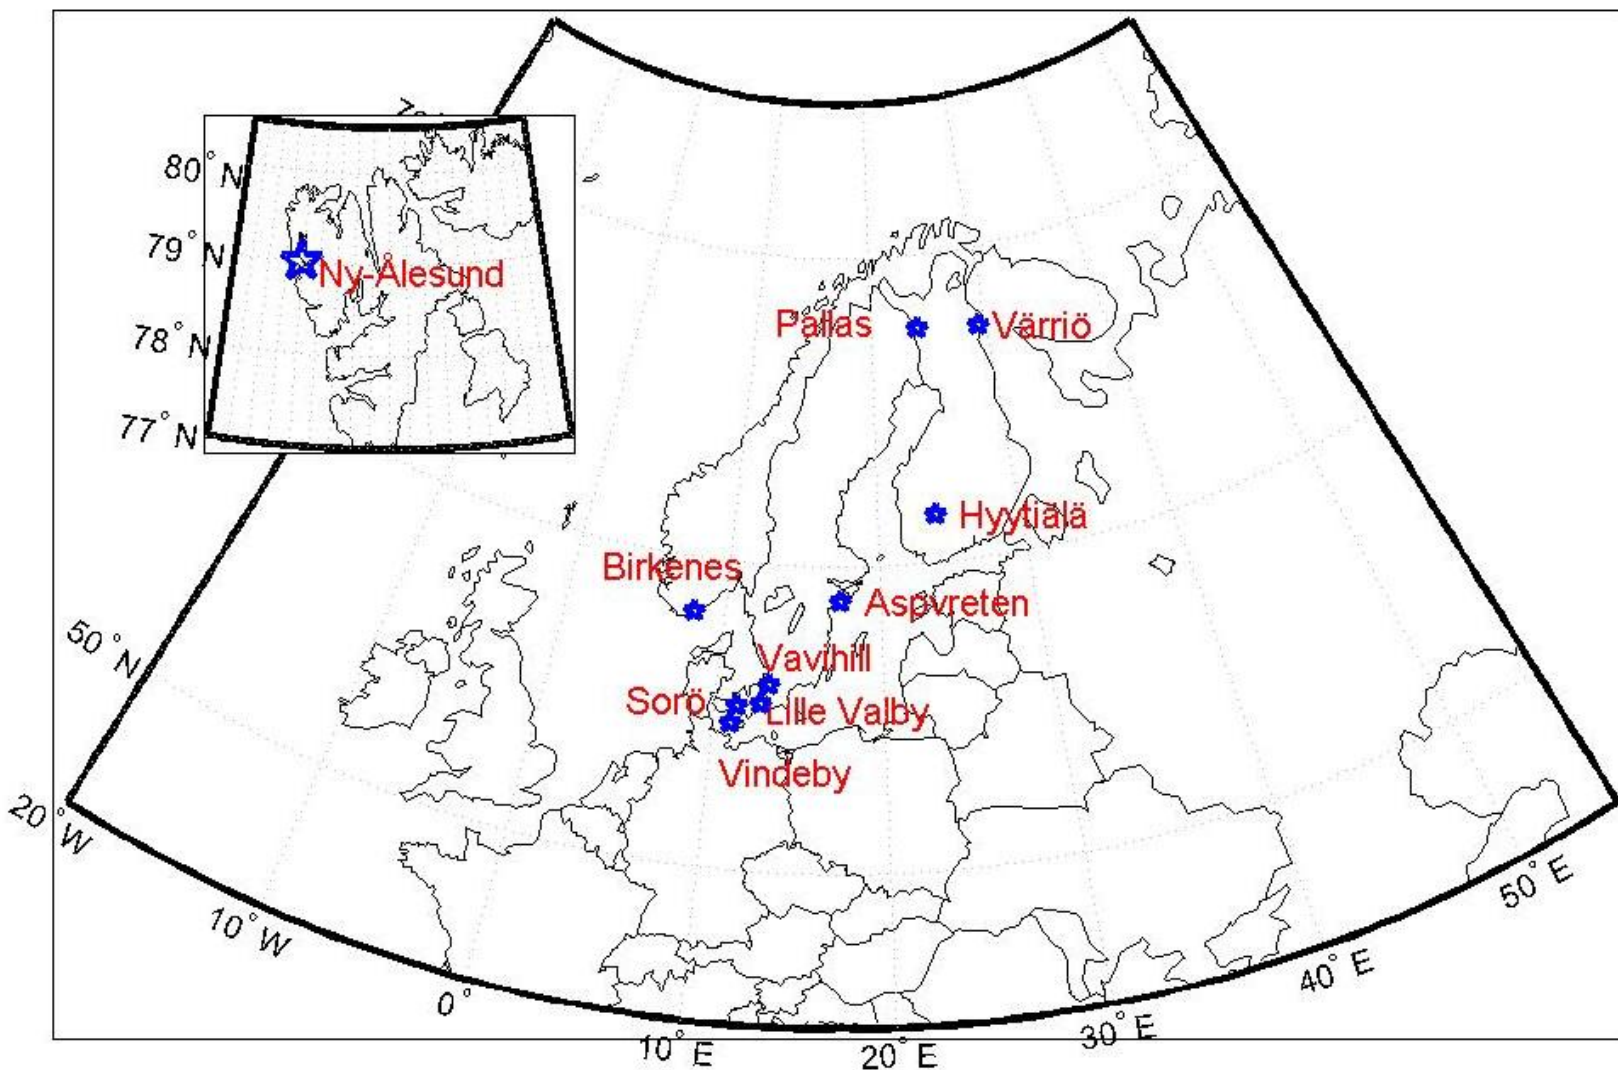 80° N
79° N
Ny-Ålesund
78° N
Pallas
Värriö
77° N
Hyytiälä
Birkenes
Aspvreten
50° N
Vavihill
Sorö
Lille Valby
Vindeby
20° W
50° E
10° W
40° E
0°
30° E
10° E
20° E